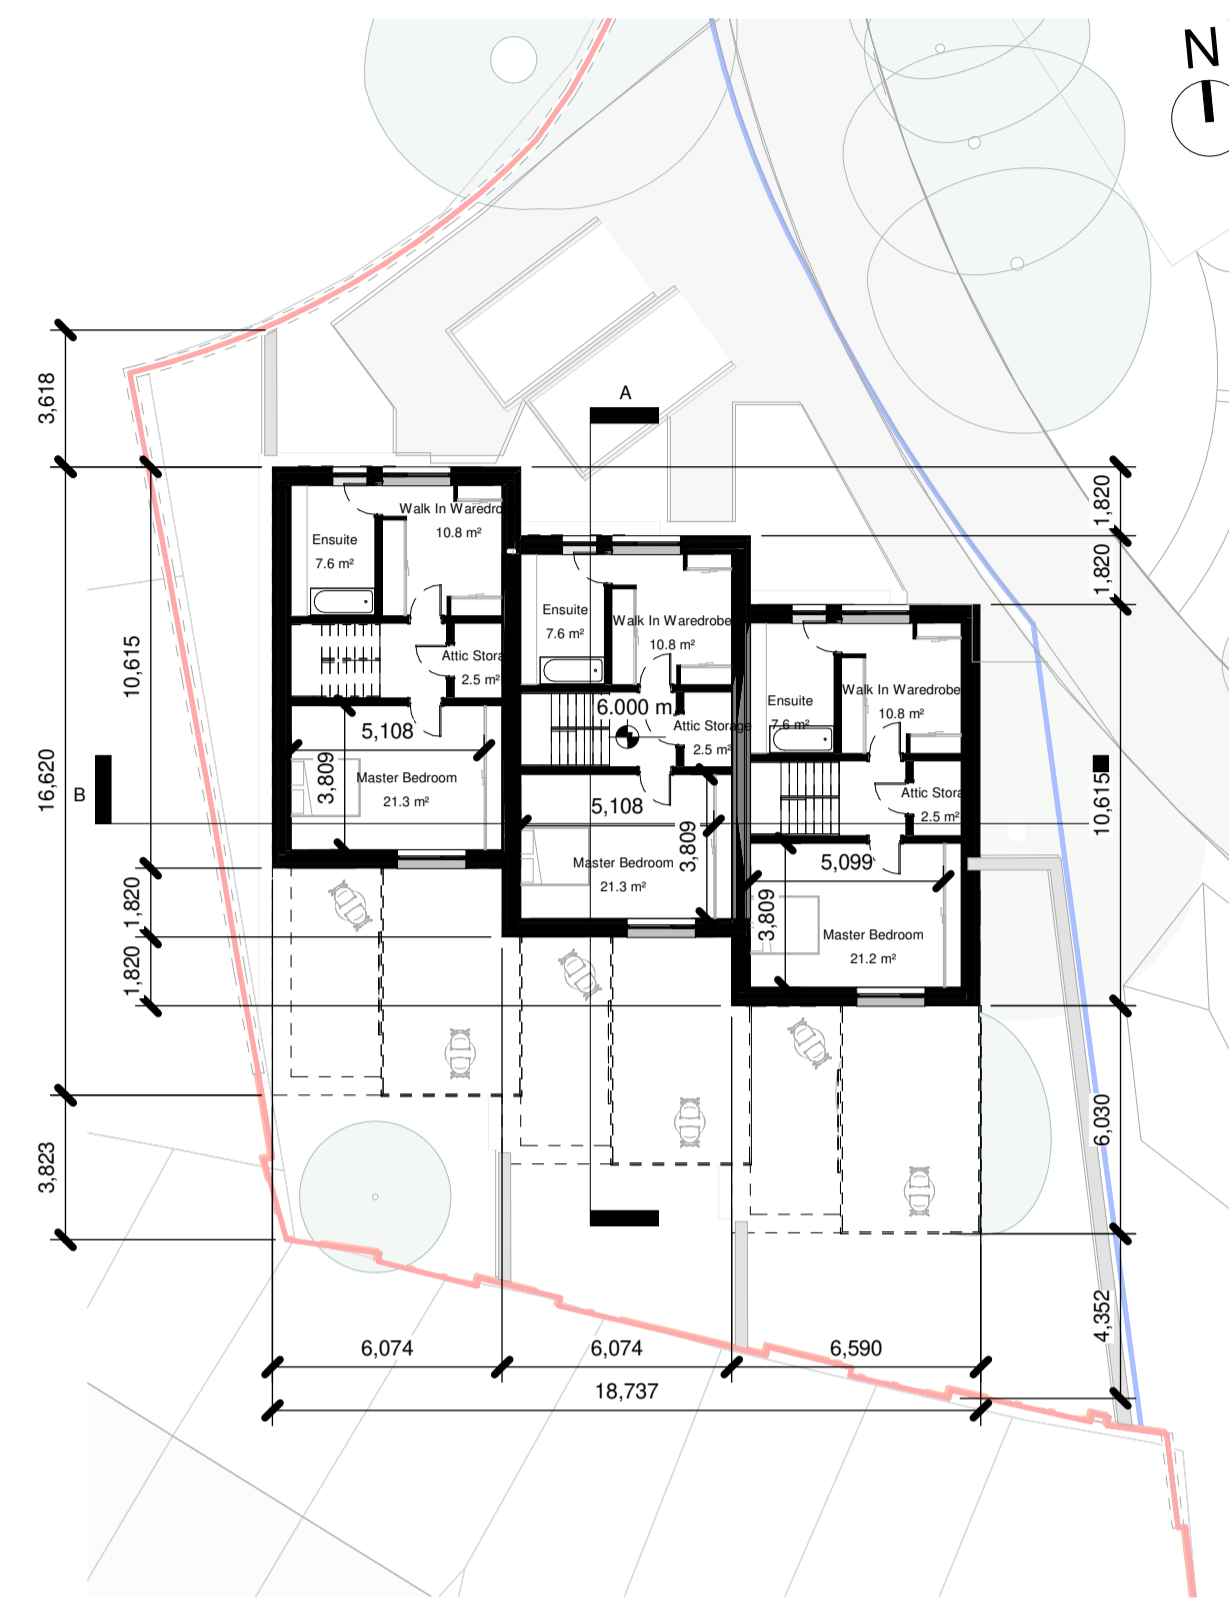 N
A
3,618
1,820
1,820
Walk In Waredro
10.8 m²
Ensuite
7.6 m²
Ensuite
7.6 m²
Walk In Waredrobe
10.8 m²
10,615
Attic Stora
2.5 m²
Ensuite
7.6 m²
Walk In Waredrobe
10.8 m²
6.000 m
Attic Storage
2.5 m²
5,108
3,809
Master Bedroom
21.3 m²
16,620
B
Attic Stora
2.5 m²
10,615
5,108
3,809
Master Bedroom
21.3 m²
5,099
3,809
Master Bedroom
21.2 m²
1,820
1,820
6,030
3,823
4,352
6,074
6,074
6,590
18,737